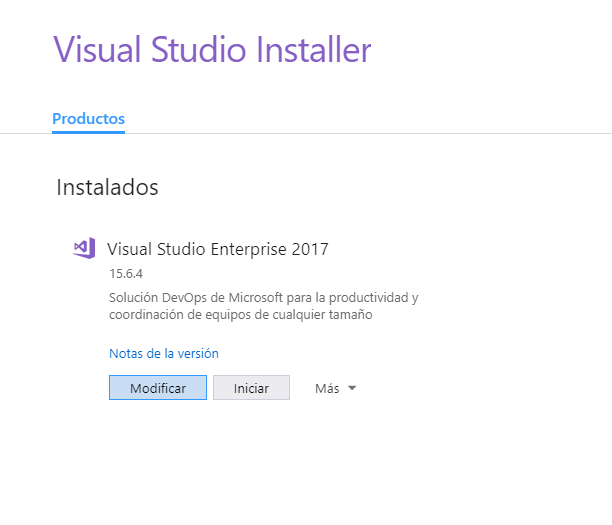 Visual Studio Installer
Productos
Instalados
Visual Studio Enterprise 2017
15.6.4
Solución DevOps de Microsoft para la productividad y
coordinación de equipos de cualquier tamaño
Notas de la versión
Modificar Iniciar Más